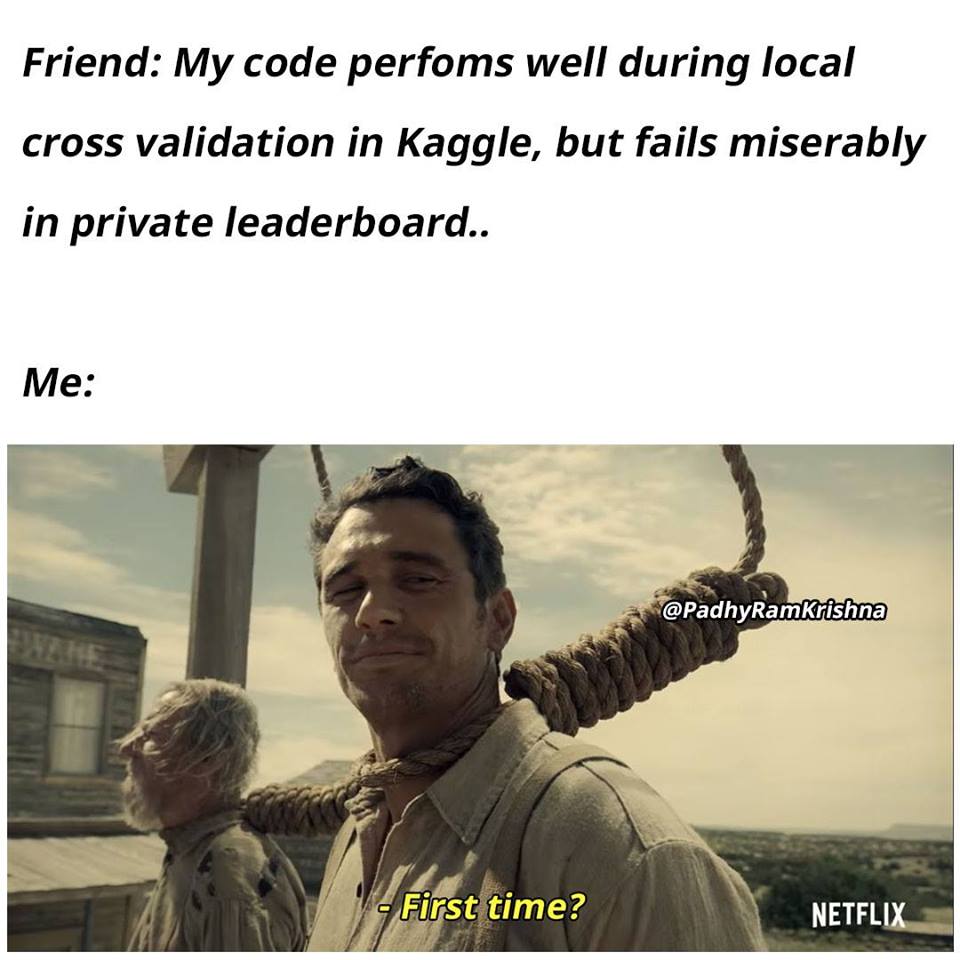 Friend: My code perfoms well during local
cross validation in Kaggle, but fails miserably
in private leaderboard..
Me:
@PadhyRamKrishna
- First time?
NETFLIX